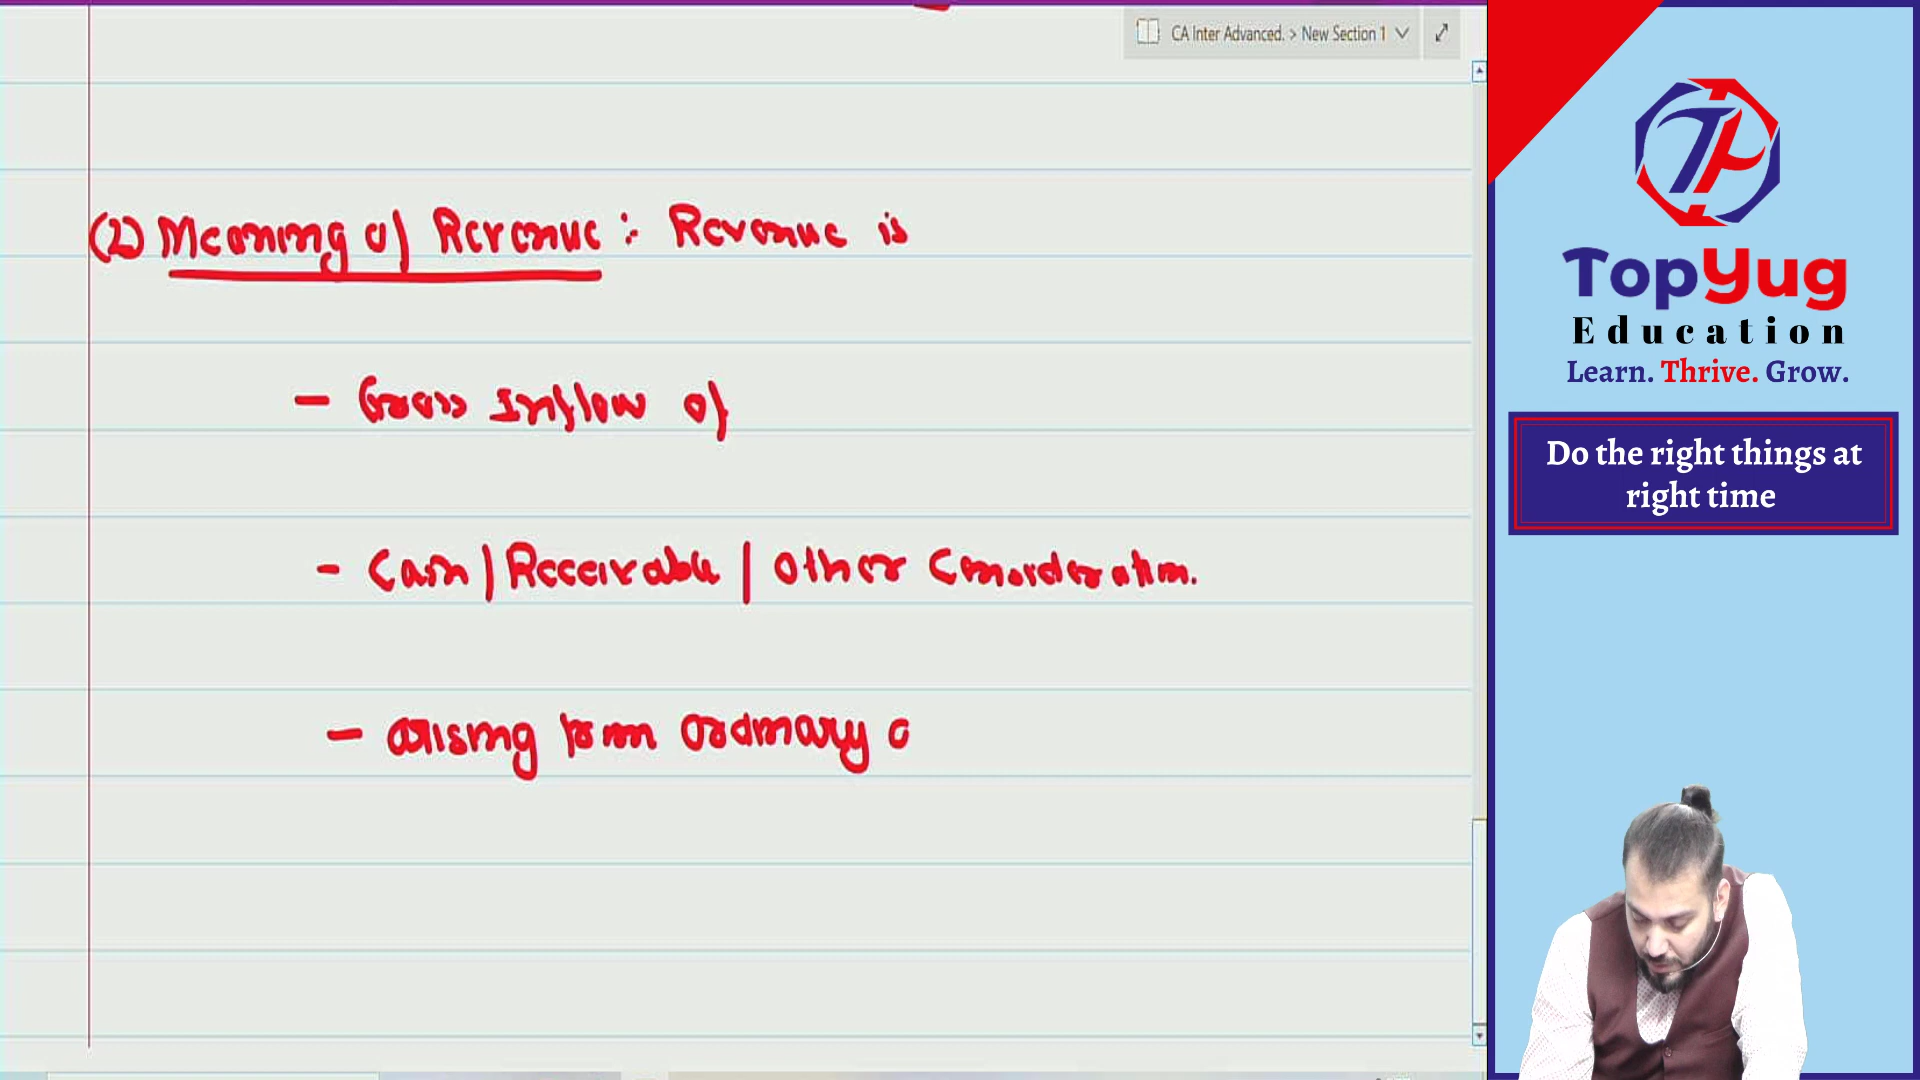 CA Inter Advanced. > New Section 1
(2) Meaning of Revenue :- Revenue is
- Gross Inflow of
- Cash | Receivable | Other Consideration.
- arising from ordinary a
TopYug
Education
Learn. Thrive. Grow.
Do the right things at
right time